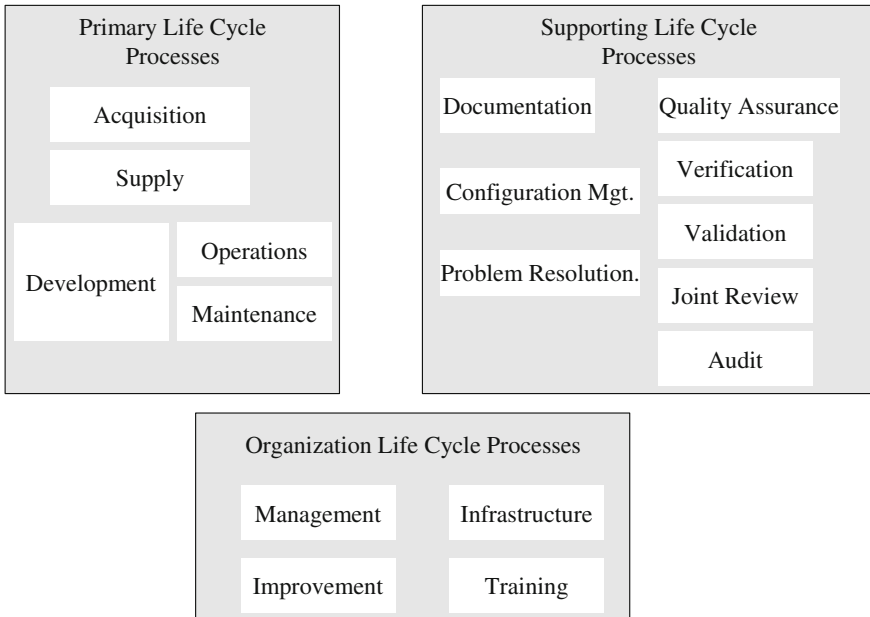 Primary Life Cycle
Processes
Acquisition
Supply
Development
Operations
Maintenance
Supporting Life Cycle
Processes
Documentation
Configuration Mgt.
Problem Resolution.
Quality Assurance
Verification
Validation
Joint Review
Audit
Organization Life Cycle Processes
Management
Infrastructure
Improvement
Training